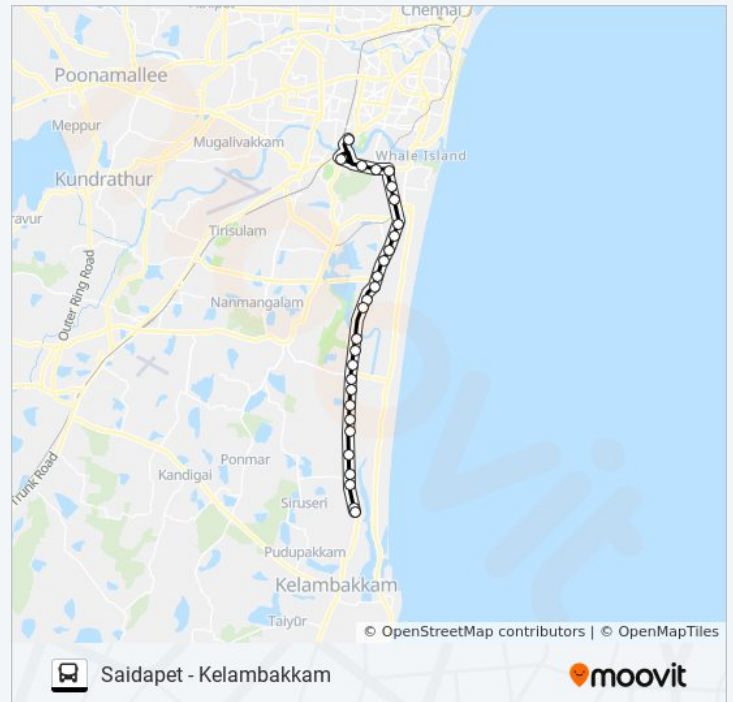 Chennai
Poonamallee
Meppur
Mugalivakkam
Whale Island
Kundrathur
Tirisulam
Outer Ring Road
Nanmangalam
Ponmar
Kandigai
Trunk Road
Siruseri
Pudupakkam
Kelambakkam
Taiyūr
© OpenStreetMap contributors | © OpenMapTiles
Saidapet - Kelambakkam
moovit